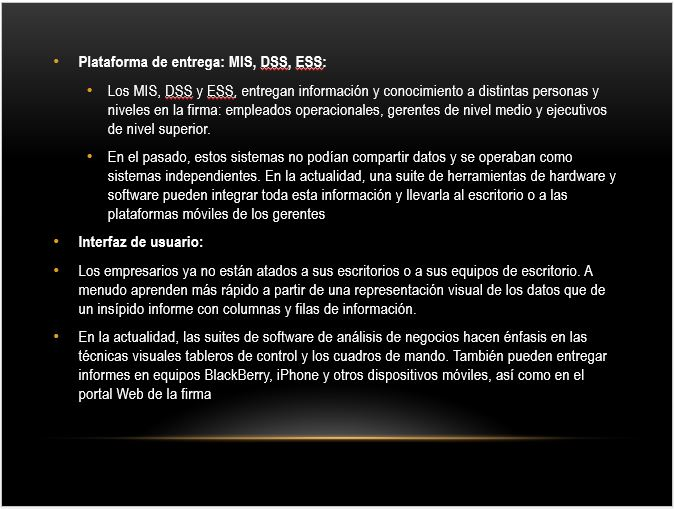 Plataforma de entrega: MIS, DSS, ESS:
Los MIS, DSS y ESS, entregan información y conocimiento a distintas personas y
niveles en la firma: empleados operacionales, gerentes de nivel medio y ejecutivos
de nivel superior.
En el pasado, estos sistemas no podían compartir datos y se operaban como
sistemas independientes. En la actualidad, una suite de herramientas de hardware y
software pueden integrar toda esta información y llevarla al escritorio o a las
plataformas móviles de los gerentes
Interfaz de usuario:
Los empresarios ya no están atados a sus escritorios o a sus equipos de escritorio. A
menudo aprenden más rápido a partir de una representación visual de los datos que de
un insípido informe con columnas y filas de información.
En la actualidad, las suites de software de análisis de negocios hacen énfasis en las
técnicas visuales tableros de control y los cuadros de mando. También pueden entregar
informes en equipos BlackBerry, iPhone y otros dispositivos móviles, así como en el
portal Web de la firma